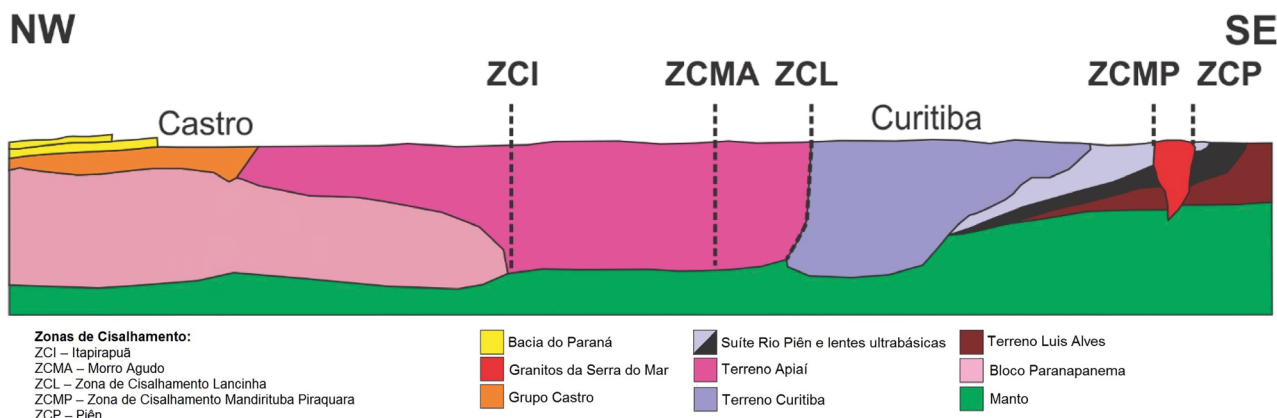 NW
SE
ZCI
ZCMA
ZCL
ZCMP
ZCP
Castro
Curitiba
Zonas de Cisalhamento:
ZCI – Itapirapuã
ZCMA – Morro Agudo
ZCL – Zona de Cisalhamento Lancinha
ZCMP – Zona de Cisalhamento Mandirituba Piraquara
ZCP – Piên
Bacia do Paraná
Granitos da Serra do Mar
Grupo Castro
Suíte Rio Piên e lentes ultrabásicas
Terreno Apiaí
Terreno Curitiba
Terreno Luis Alves
Bloco Paranapanema
Manto